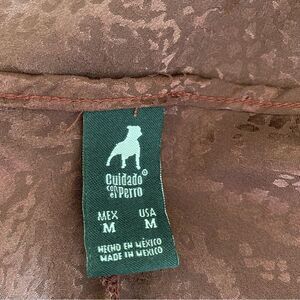 Cuidado
con
el Perro
®
MEX USA
M M
HECHO EN MÉXICO
MADE IN MEXICO